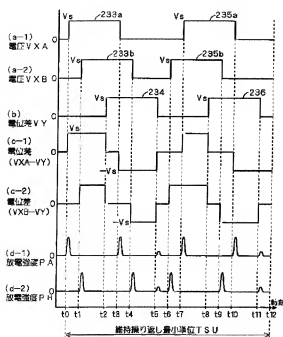 (a-1)
電圧VXA
Vs
233a
Vs
235a
0
(a-2)
電圧VXB
Vs
233b
Vs
235b
0
(b)
電位差VY
Vs
234
Vs
236
0
(c-1)
電位差
(VXA-VY)
Vs
0
-Vs
(c-2)
電位差
(VXB-VY)
0
-Vs
(d-1)
放電強度PA
0
(d-2)
放電強度PH
0
t0 t1 t2 t3 t4 t5 t6 t7 t8 t9 t10 t11 t12
維持繰り返し最小単位TSU